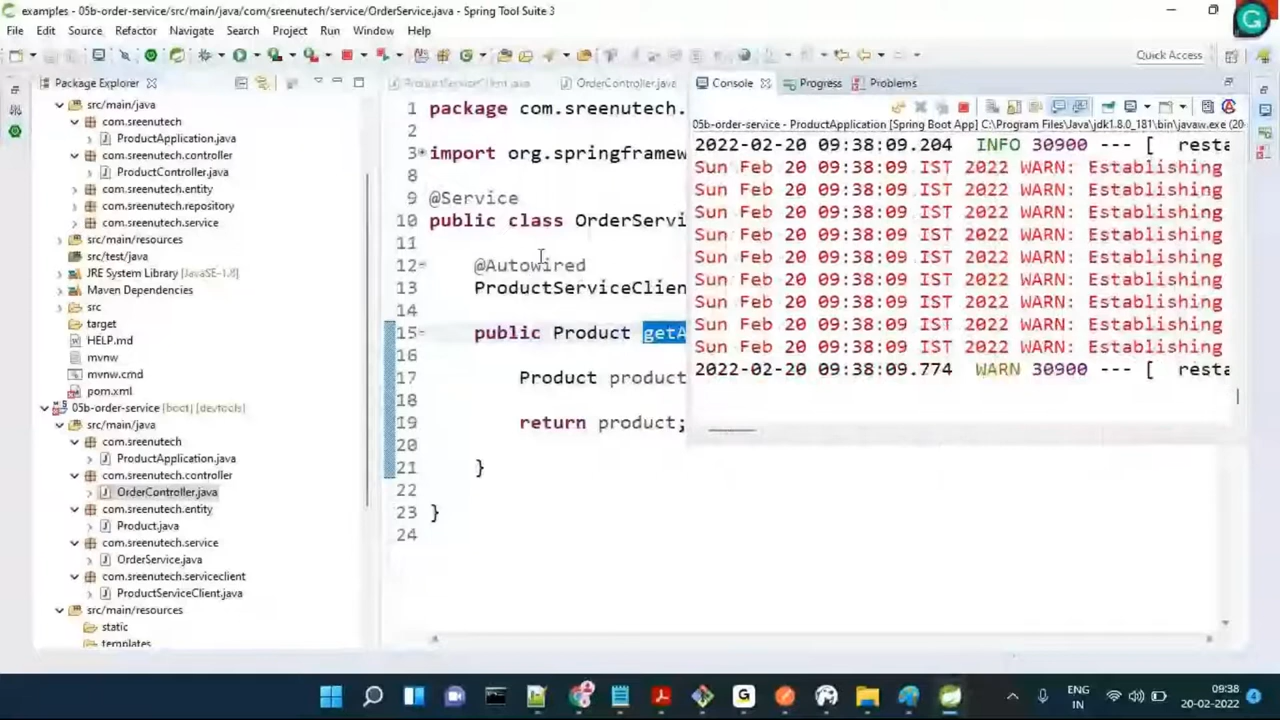 examples - 05b-order-service/src/main/java/com/sreenutech/service/OrderService.java - Spring Tool Suite 3
File Edit Source Refactor Navigate Search Project Run Window Help
Quick Access
Package Explorer
src/main/java
com.sreenutech
ProductApplication.java
com.sreenutech.controller
ProductController.java
com.sreenutech.entity
com.sreenutech.repository
com.sreenutech.service
src/main/resources
src/test/java
JRE System Library [JavaSE-1.8]
Maven Dependencies
src
target
HELP.md
mvnw
mvnw.cmd
pom.xml
05b-order-service [boot] [devtools]
src/main/java
com.sreenutech
ProductApplication.java
com.sreenutech.controller
OrderController.java
com.sreenutech.entity
Product.java
com.sreenutech.service
OrderService.java
com.sreenutech.serviceclient
ProductServiceClient.java
src/main/resources
static
templates
ProductServiceClient.java OrderController.java
1 package com.sreenutech.
2
3 import org.springframew
8
9 @Service
10 public class OrderServi
11
12 @Autowired
13 ProductServiceClien
14
15 public Product getA
16
17 Product product
18
19 return product;
20
21 }
22
23 }
24
Console Progress Problems
05b-order-service - ProductApplication [Spring Boot App] C:\Program Files\Java\jdk1.8.0_181\bin\javaw.exe (20
2022-02-20 09:38:09.204 INFO 30900 --- [ resta
Sun Feb 20 09:38:09 IST 2022 WARN: Establishing
Sun Feb 20 09:38:09 IST 2022 WARN: Establishing
Sun Feb 20 09:38:09 IST 2022 WARN: Establishing
Sun Feb 20 09:38:09 IST 2022 WARN: Establishing
Sun Feb 20 09:38:09 IST 2022 WARN: Establishing
Sun Feb 20 09:38:09 IST 2022 WARN: Establishing
Sun Feb 20 09:38:09 IST 2022 WARN: Establishing
Sun Feb 20 09:38:09 IST 2022 WARN: Establishing
Sun Feb 20 09:38:09 IST 2022 WARN: Establishing
2022-02-20 09:38:09.774 WARN 30900 --- [ resta
ENG
IN
09:38
20-02-2022